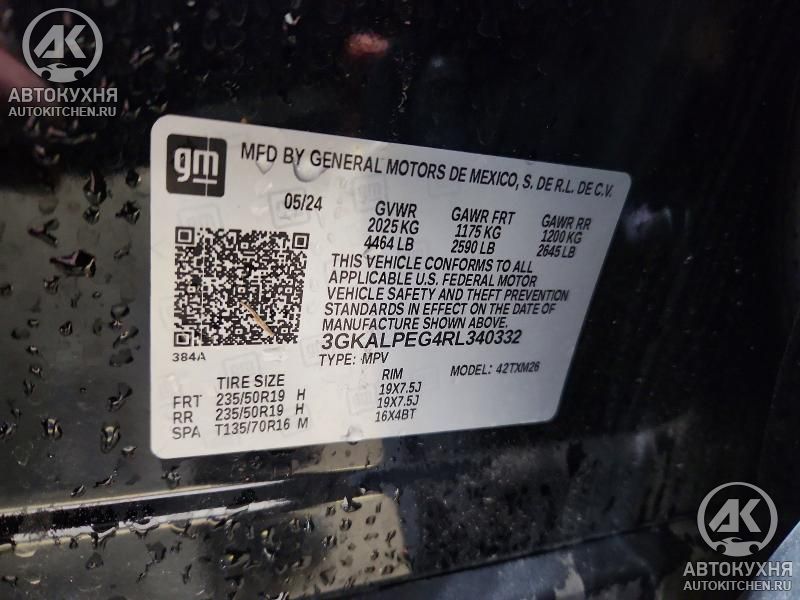 AK
АВТОКУХНЯ
AUTOKITCHEN.RU
gm
MFD BY GENERAL MOTORS DE MEXICO, S. DE R.L. DE C.V.
05/24 GVWR GAWR FRT GAWR RR
2025 KG 1175 KG 1200 KG
4464 LB 2590 LB 2645 LB
THIS VEHICLE CONFORMS TO ALL
APPLICABLE U.S. FEDERAL MOTOR
VEHICLE SAFETY AND THEFT PREVENTION
STANDARDS IN EFFECT ON THE DATE OF
MANUFACTURE SHOWN ABOVE.
3GKALPEG4RL340332
384A
TYPE: MPV MODEL: 42TXM26
TIRE SIZE RIM
FRT 235/50R19 H 19X7.5J
RR 235/50R19 H 19X7.5J
SPA T135/70R16 M 16X4BT
AK
АВТОКУХНЯ
AUTOKITCHEN.RU